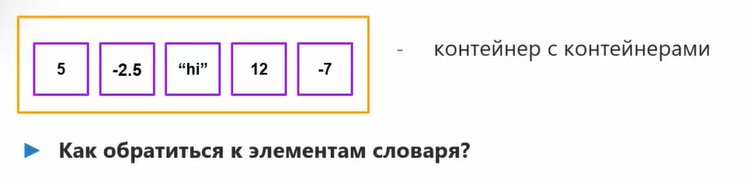 5 -2.5 “hi” 12 -7 - контейнер с контейнерами
Как обратиться к элементам словаря?